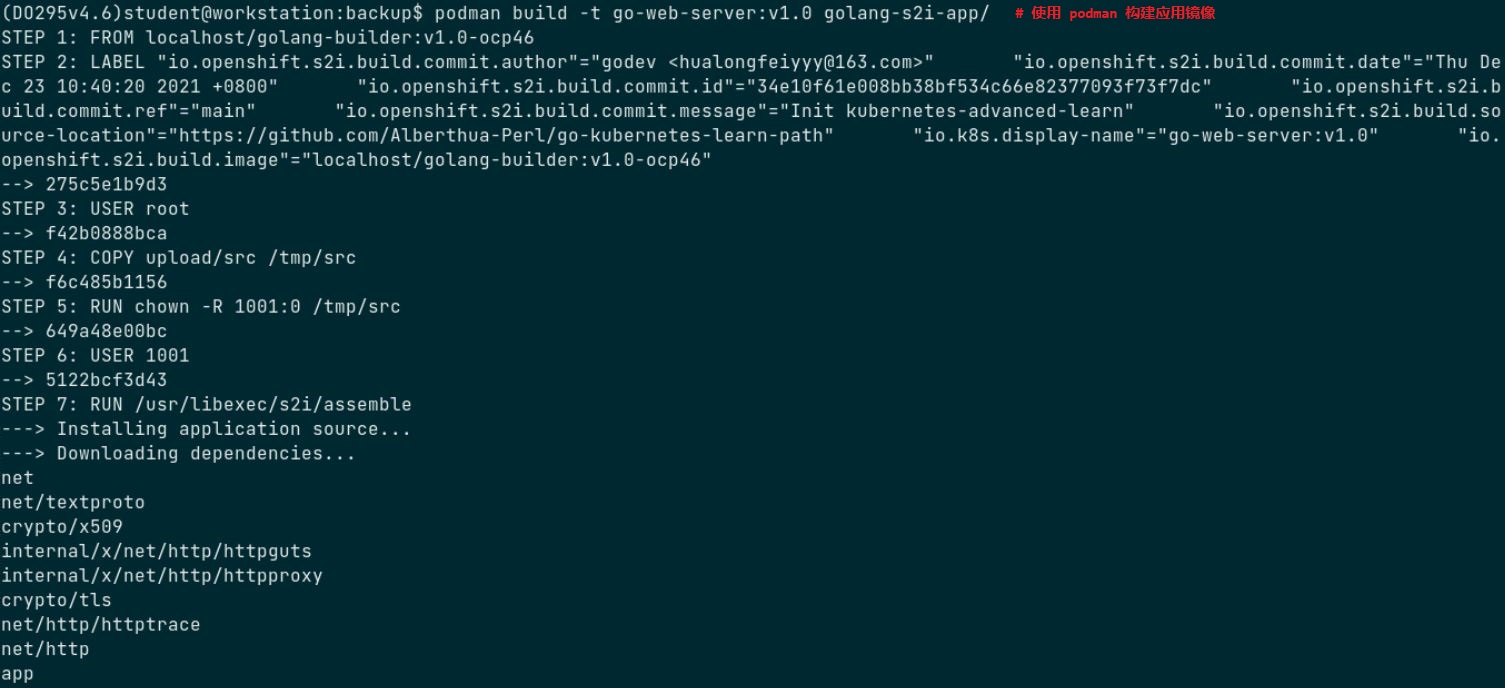 (DO295v4.6)student@workstation:backup$ podman build -t go-web-server:v1.0 golang-s2i-app/  # 使用 podman 构建应用镜像
STEP 1: FROM localhost/golang-builder:v1.0-ocp46
STEP 2: LABEL "io.openshift.s2i.build.commit.author"="godev <hualongfeiyyy@163.com>"       "io.openshift.s2i.build.commit.date"="Thu De
c 23 10:40:20 2021 +0800"       "io.openshift.s2i.build.commit.id"="34e10f61e008bb38bf534c66e82377093f73f7dc"       "io.openshift.s2i.b
uild.commit.ref"="main"       "io.openshift.s2i.build.commit.message"="Init kubernetes-advanced-learn"       "io.openshift.s2i.build.so
urce-location"="https://github.com/Alberthua-Perl/go-kubernetes-learn-path"       "io.k8s.display-name"="go-web-server:v1.0"       "io.
openshift.s2i.build.image"="localhost/golang-builder:v1.0-ocp46"
--> 275c5e1b9d3
STEP 3: USER root
--> f42b0888bca
STEP 4: COPY upload/src /tmp/src
--> f6c485b1156
STEP 5: RUN chown -R 1001:0 /tmp/src
--> 649a48e00bc
STEP 6: USER 1001
--> 5122bcf3d43
STEP 7: RUN /usr/libexec/s2i/assemble
---> Installing application source...
---> Downloading dependencies...
net
net/textproto
crypto/x509
internal/x/net/http/httpguts
internal/x/net/http/httpproxy
crypto/tls
net/http/httptrace
net/http
app